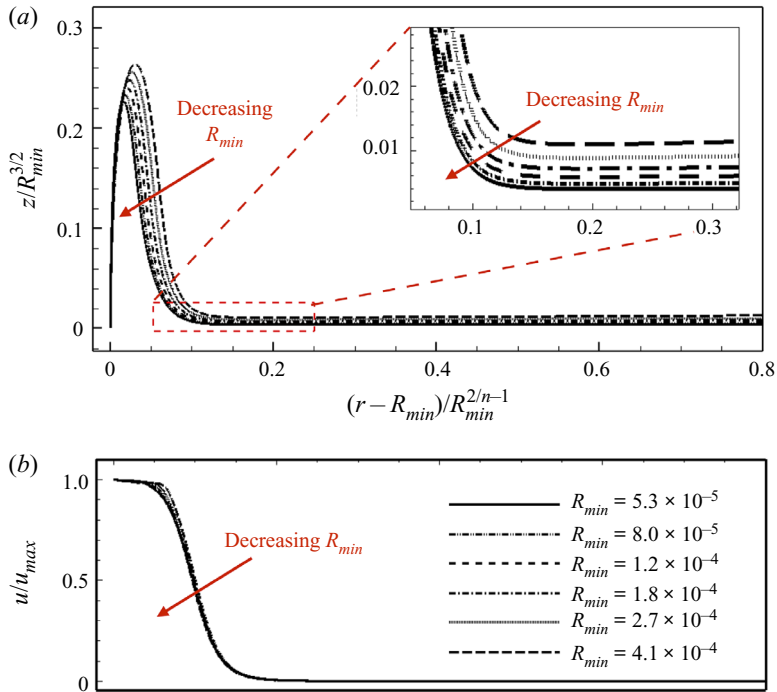 (a)
0.3
0.2
0.1
0
z/R_min^{3/2}
Decreasing
R_min
0.02
0.01
Decreasing R_min
0.1
0.2
0.3
0
0.2
0.4
0.6
0.8
(r – R_min)/R_min^{2/n–1}
(b)
1.0
0.5
0
u/u_max
Decreasing R_min
R_min = 5.3 × 10^{–5}
R_min = 8.0 × 10^{–5}
R_min = 1.2 × 10^{–4}
R_min = 1.8 × 10^{–4}
R_min = 2.7 × 10^{–4}
R_min = 4.1 × 10^{–4}